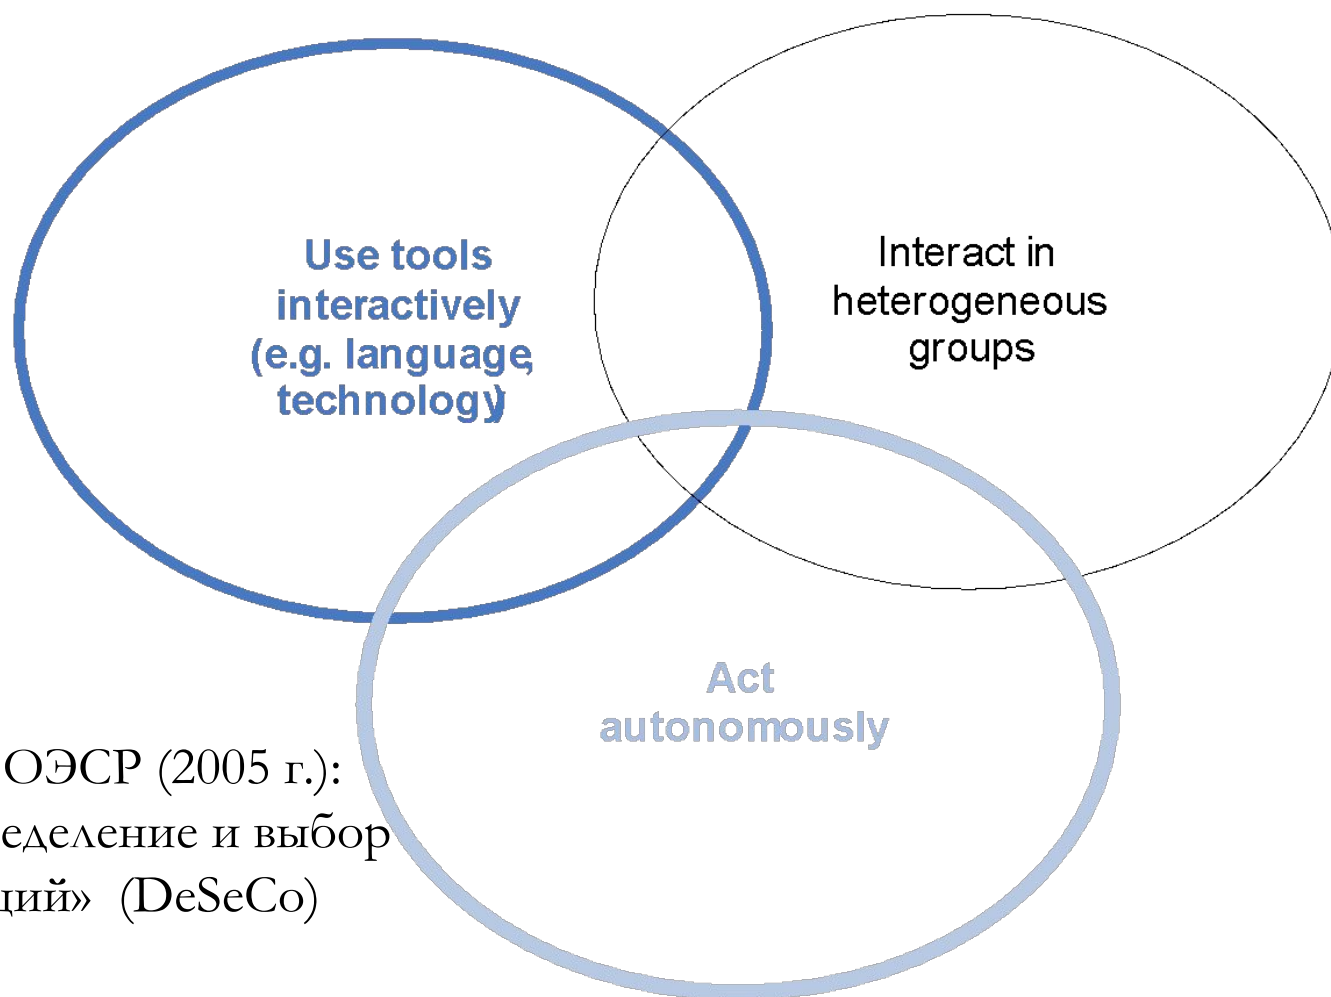 Use tools
interactively
(e.g. language,
technology)
Interact in
heterogeneous
groups
Act
autonomously
ОЭСР (2005 г.):
еделение и выбор
ций» (DeSeCo)